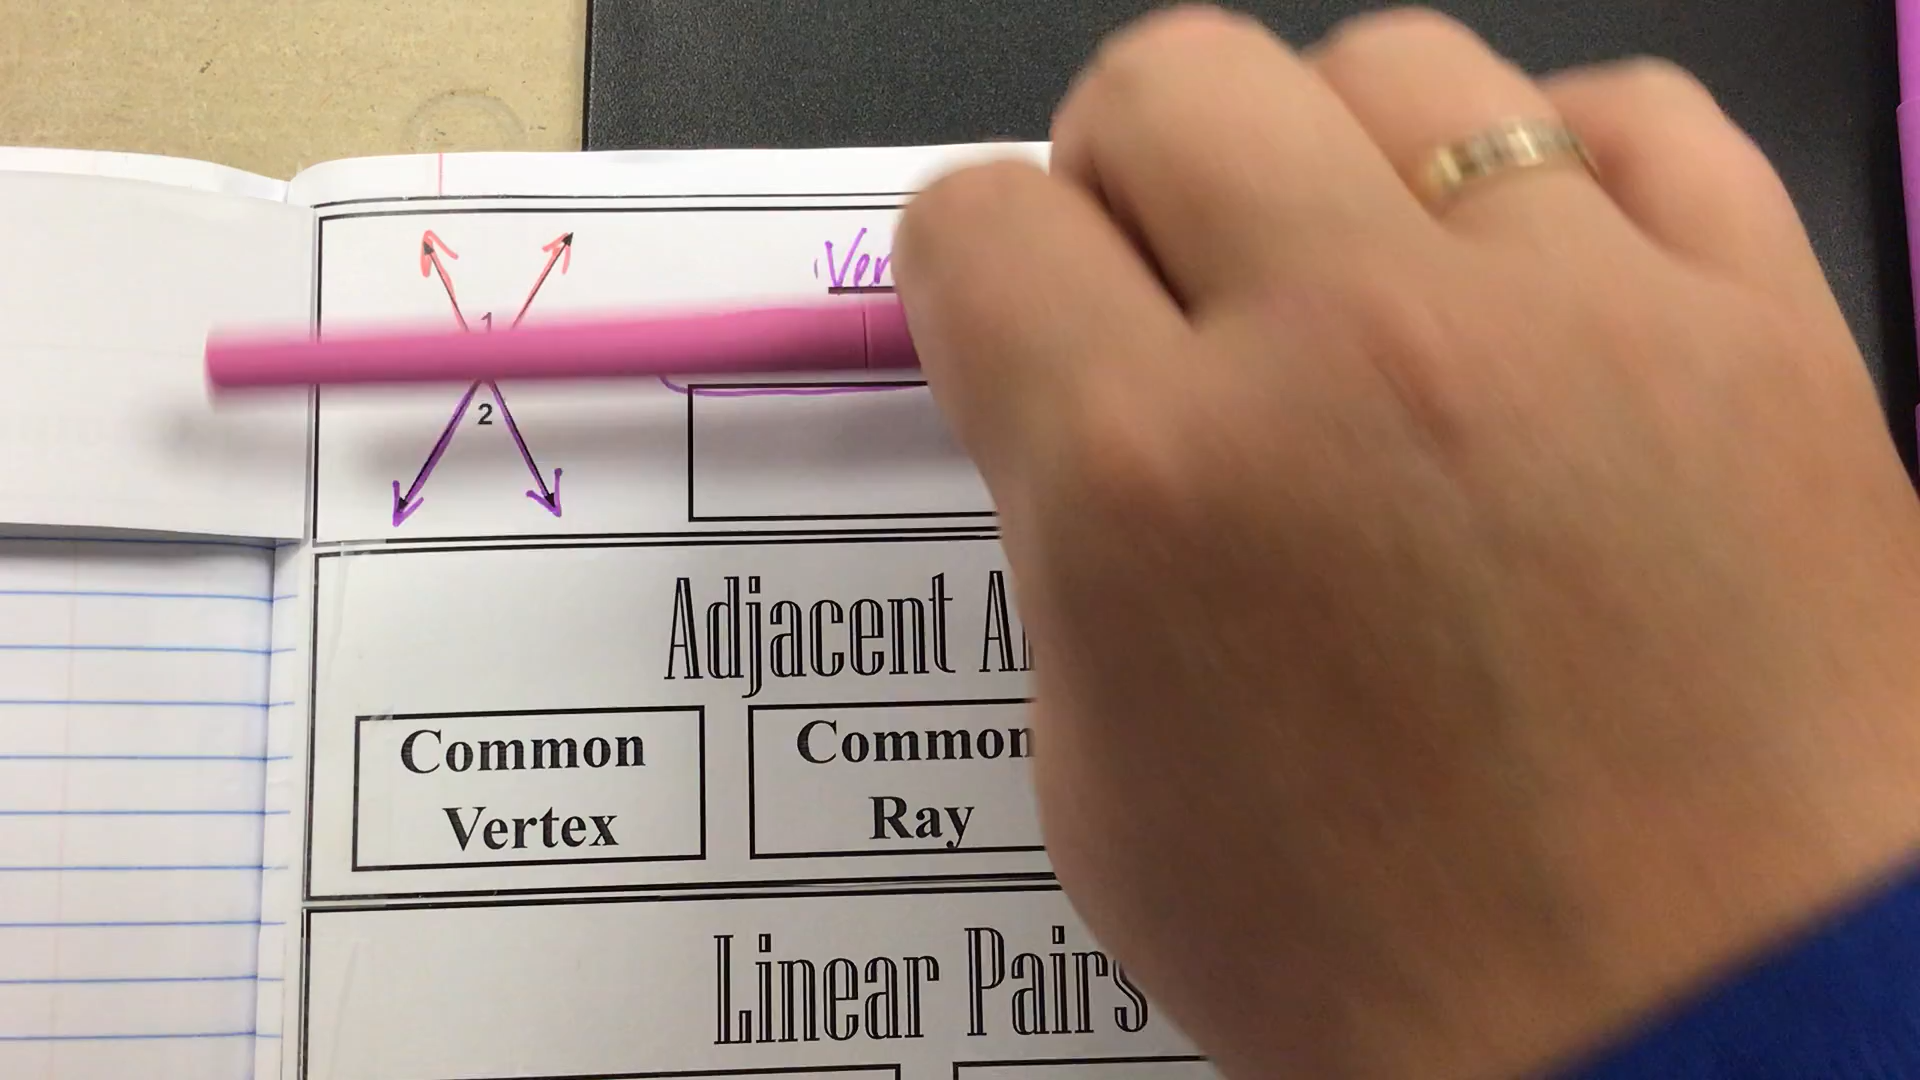 1
2
Adjacent
Common
Vertex
Common
Ray
Linear Pairs